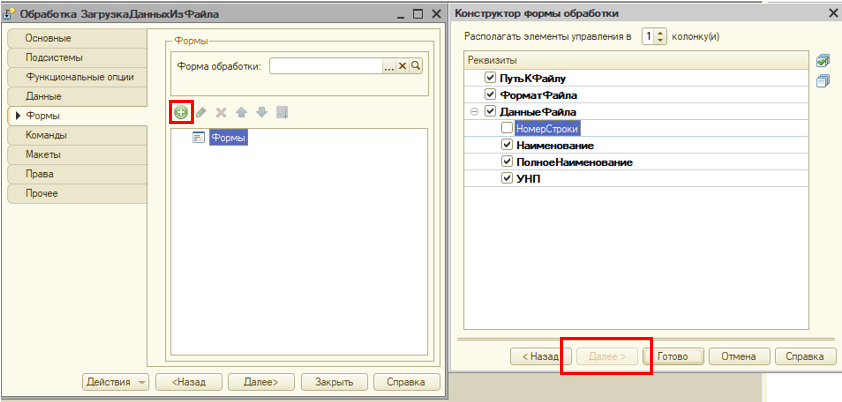 Обработка ЗагрузкаДанныхИзФайла
Основные
Подсистемы
Функциональные опции
Данные
Формы
Команды
Макеты
Права
Прочее
Формы
Форма обработки:
Формы
Действия
<Назад
Далее>
Закрыть
Справка
Конструктор формы обработки
Располагать элементы управления в 1 колонку(и)
Реквизиты
ПутьКФайлу
ФорматФайла
ДанныеФайла
НомерСтроки
Наименование
ПолноеНаименование
УНП
< Назад
Далее >
Готово
Отмена
Справка